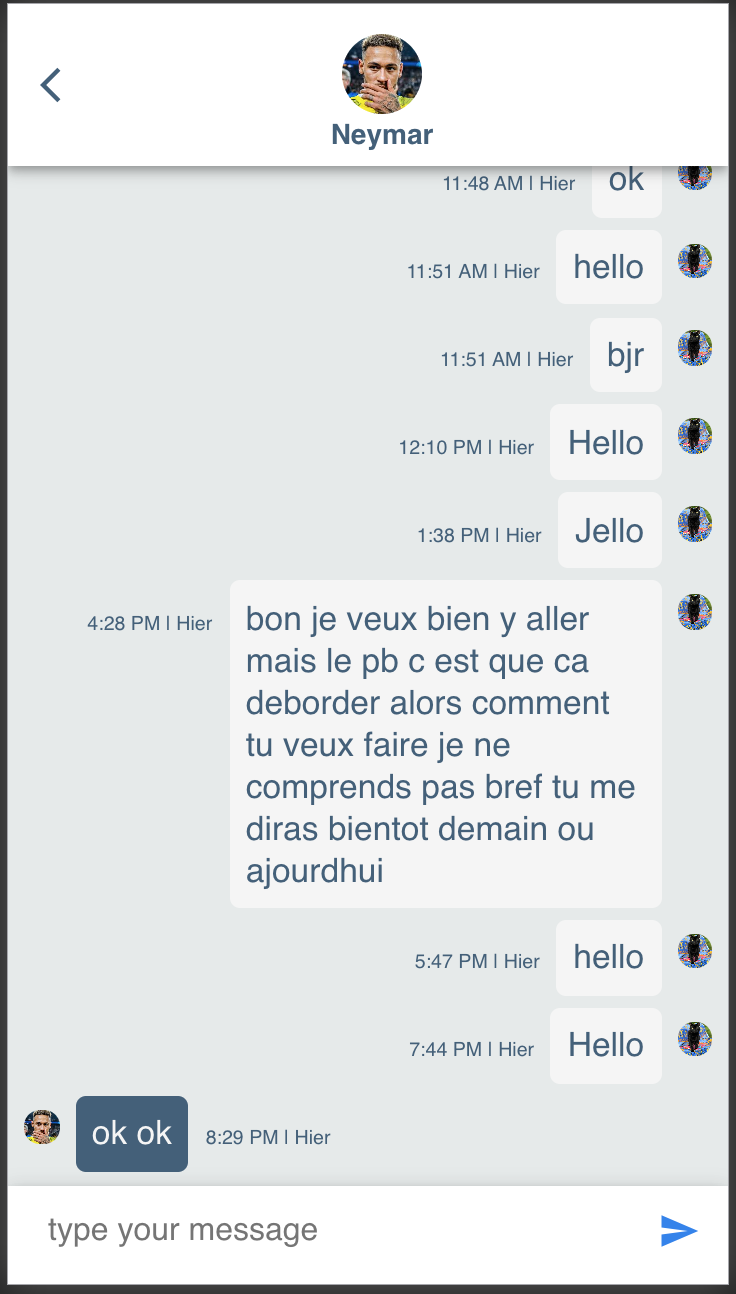 Neymar
11:48 AM | Hier ok
11:51 AM | Hier hello
11:51 AM | Hier bjr
12:10 PM | Hier Hello
1:38 PM | Hier Jello
4:28 PM | Hier bon je veux bien y aller
mais le pb c est que ca
deborder alors comment
tu veux faire je ne
comprends pas bref tu me
diras bientot demain ou
ajourdhui
5:47 PM | Hier hello
7:44 PM | Hier Hello
ok ok 8:29 PM | Hier
type your message